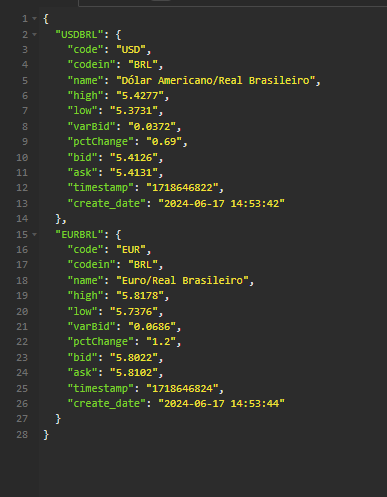 1 {
2 "USDBRL": {
3 "code": "USD",
4 "codein": "BRL",
5 "name": "Dólar Americano/Real Brasileiro",
6 "high": "5.4277",
7 "low": "5.3731",
8 "varBid": "0.0372",
9 "pctChange": "0.69",
10 "bid": "5.4126",
11 "ask": "5.4131",
12 "timestamp": "1718646822",
13 "create_date": "2024-06-17 14:53:42"
14 },
15 "EURBRL": {
16 "code": "EUR",
17 "codein": "BRL",
18 "name": "Euro/Real Brasileiro",
19 "high": "5.8178",
20 "low": "5.7376",
21 "varBid": "0.0686",
22 "pctChange": "1.2",
23 "bid": "5.8022",
24 "ask": "5.8102",
25 "timestamp": "1718646824",
26 "create_date": "2024-06-17 14:53:44"
27 }
28 }